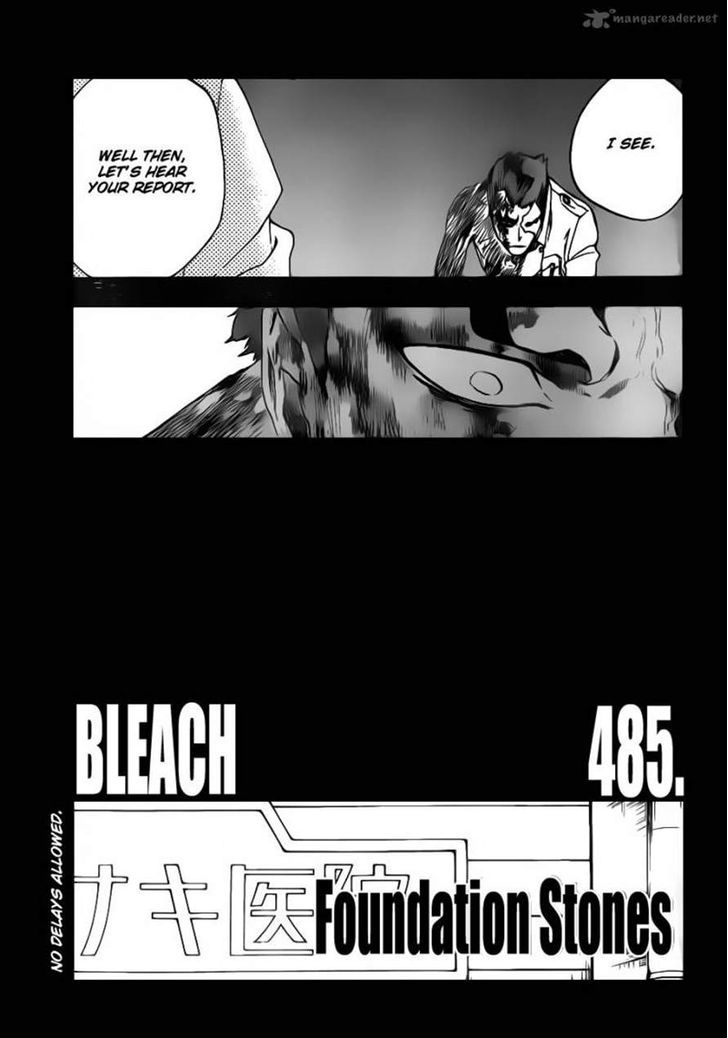 mangareader.net
I SEE.
WELL THEN,
LET'S HEAR
YOUR REPORT.
BLEACH
485.
NO DELAYS ALLOWED.
ナキ医院
Foundation Stones